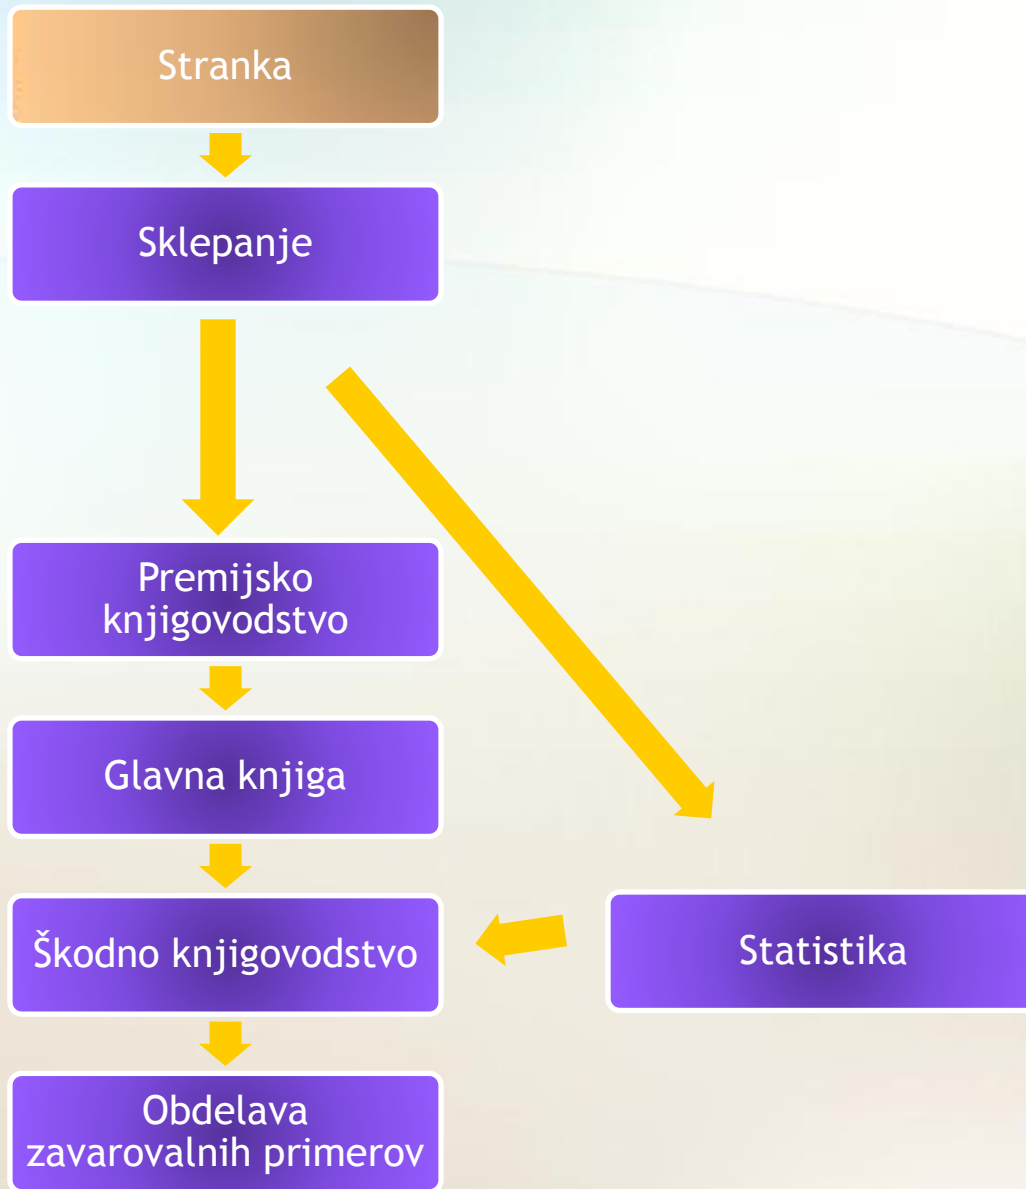 Stranka
Sklepanje
Premijsko
knjigovodstvo
Glavna knjiga
Škodno knjigovodstvo
Statistika
Obdelava
zavarovalnih primerov